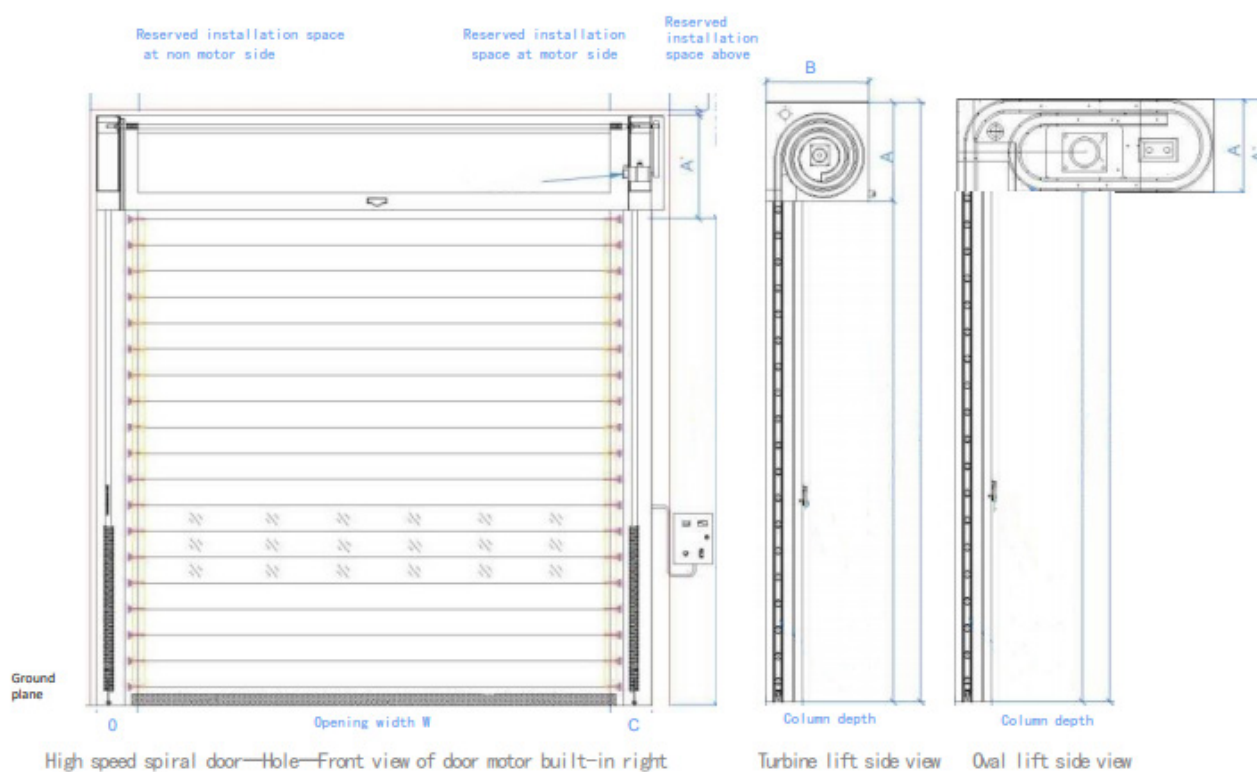 Reserved installation space
at non motor side
Reserved installation
space at motor side
Reserved
installation
space above
B
A'
A
A
A'
Ground
plane
O
Opening width W
C
Column depth
Column depth
High speed spiral door—Hole—Front view of door motor built-in right
Turbine lift side view
Oval lift side view